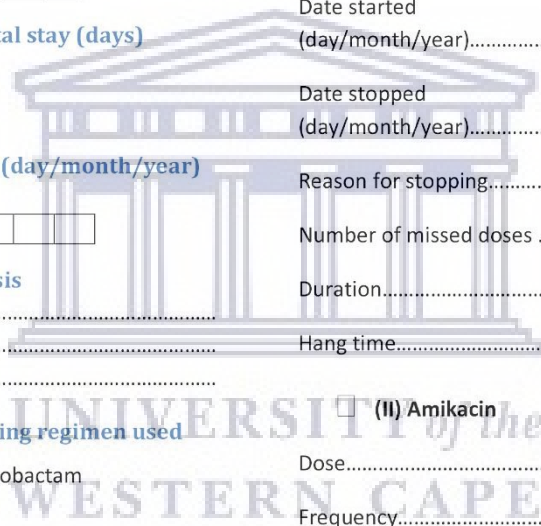 tal stay (days)
(day/month/year)
sis
..........................................
..........................................
..........................................
ing regimen used
obactam
Date started
(day/month/year)..............
Date stopped
(day/month/year)..............
Reason for stopping..........
Number of missed doses .
Duration...........................
Hang time.........................
☐ (II) Amikacin
Dose.................................
Frequency........................
UNIVERSITY of the
WESTERN CAPE